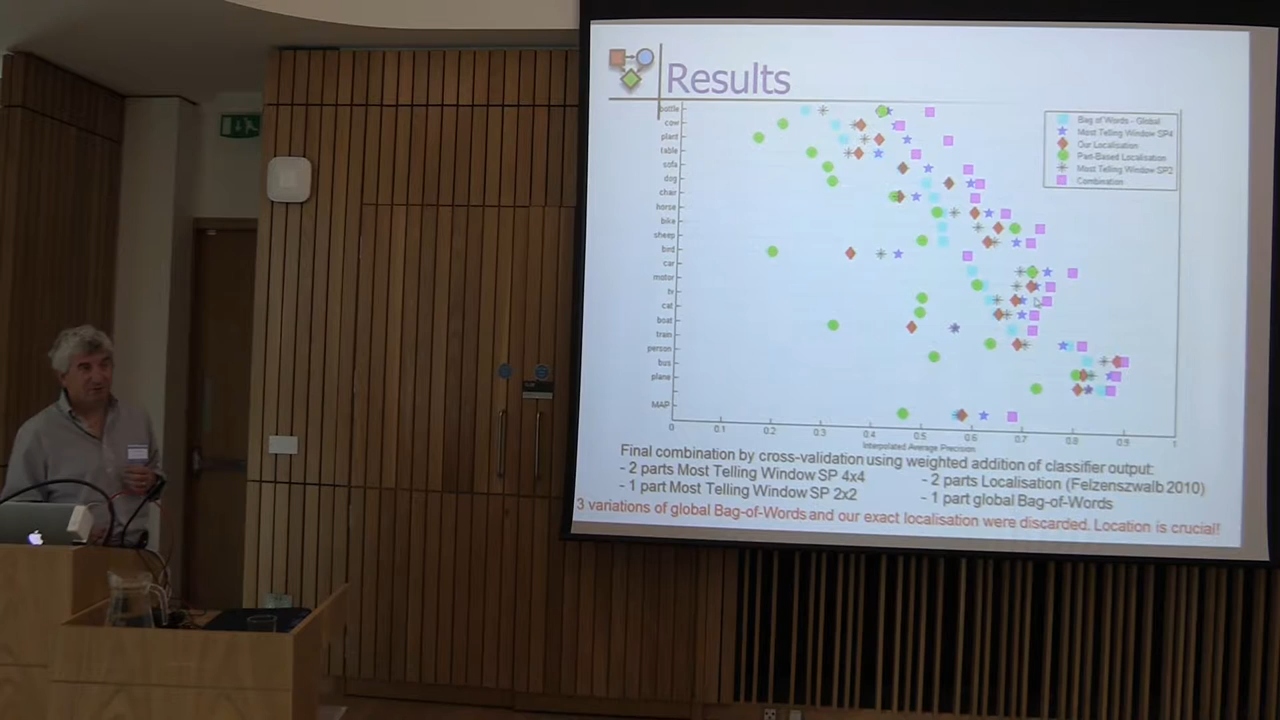 Results
bottle
cow
plant
table
sofa
dog
chair
horse
bike
sheep
bird
car
motor
tv
cat
boat
train
person
bus
plane
MAP
0 0.1 0.2 0.3 0.4 0.5 0.6 0.7 0.8 0.9 1
Interpolated Average Precision
Bag of Words - Global
Most Telling Window SP4
Our Localisation
Part-Based Localisation
Most Telling Window SP2
Combination
Final combination by cross-validation using weighted addition of classifier output:
- 2 parts Most Telling Window SP 4x4
- 1 part Most Telling Window SP 2x2
- 2 parts Localisation (Felzenszwalb 2010)
- 1 part global Bag-of-Words
3 variations of global Bag-of-Words and our exact localisation were discarded. Location is crucial!